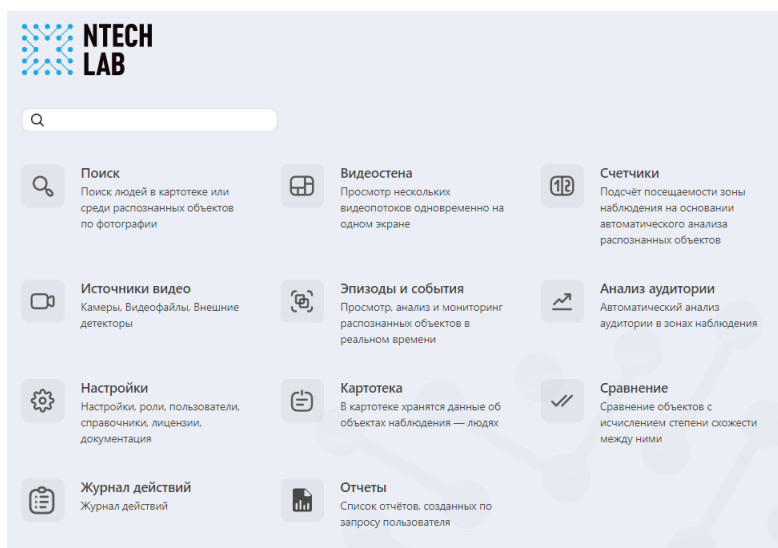 NTECH
LAB
Поиск
Поиск людей в картотеке или
среди распознанных объектов
по фотографии
Видеостена
Просмотр нескольких
видеопотоков одновременно на
одном экране
Счетчики
Подсчёт посещаемости зоны
наблюдения на основании
автоматического анализа
распознанных объектов
Источники видео
Камеры, Видеофайлы, Внешние
детекторы
Эпизоды и события
Просмотр, анализ и мониторинг
распознанных объектов в
реальном времени
Анализ аудитории
Автоматический анализ
аудитории в зонах наблюдения
Настройки
Настройки, роли, пользователи,
справочники, лицензии,
документация
Картотека
В картотеке хранятся данные об
объектах наблюдения — людях
Сравнение
Сравнение объектов с
исчислением степени схожести
между ними
Журнал действий
Журнал действий
Отчеты
Список отчётов, созданных по
запросу пользователя